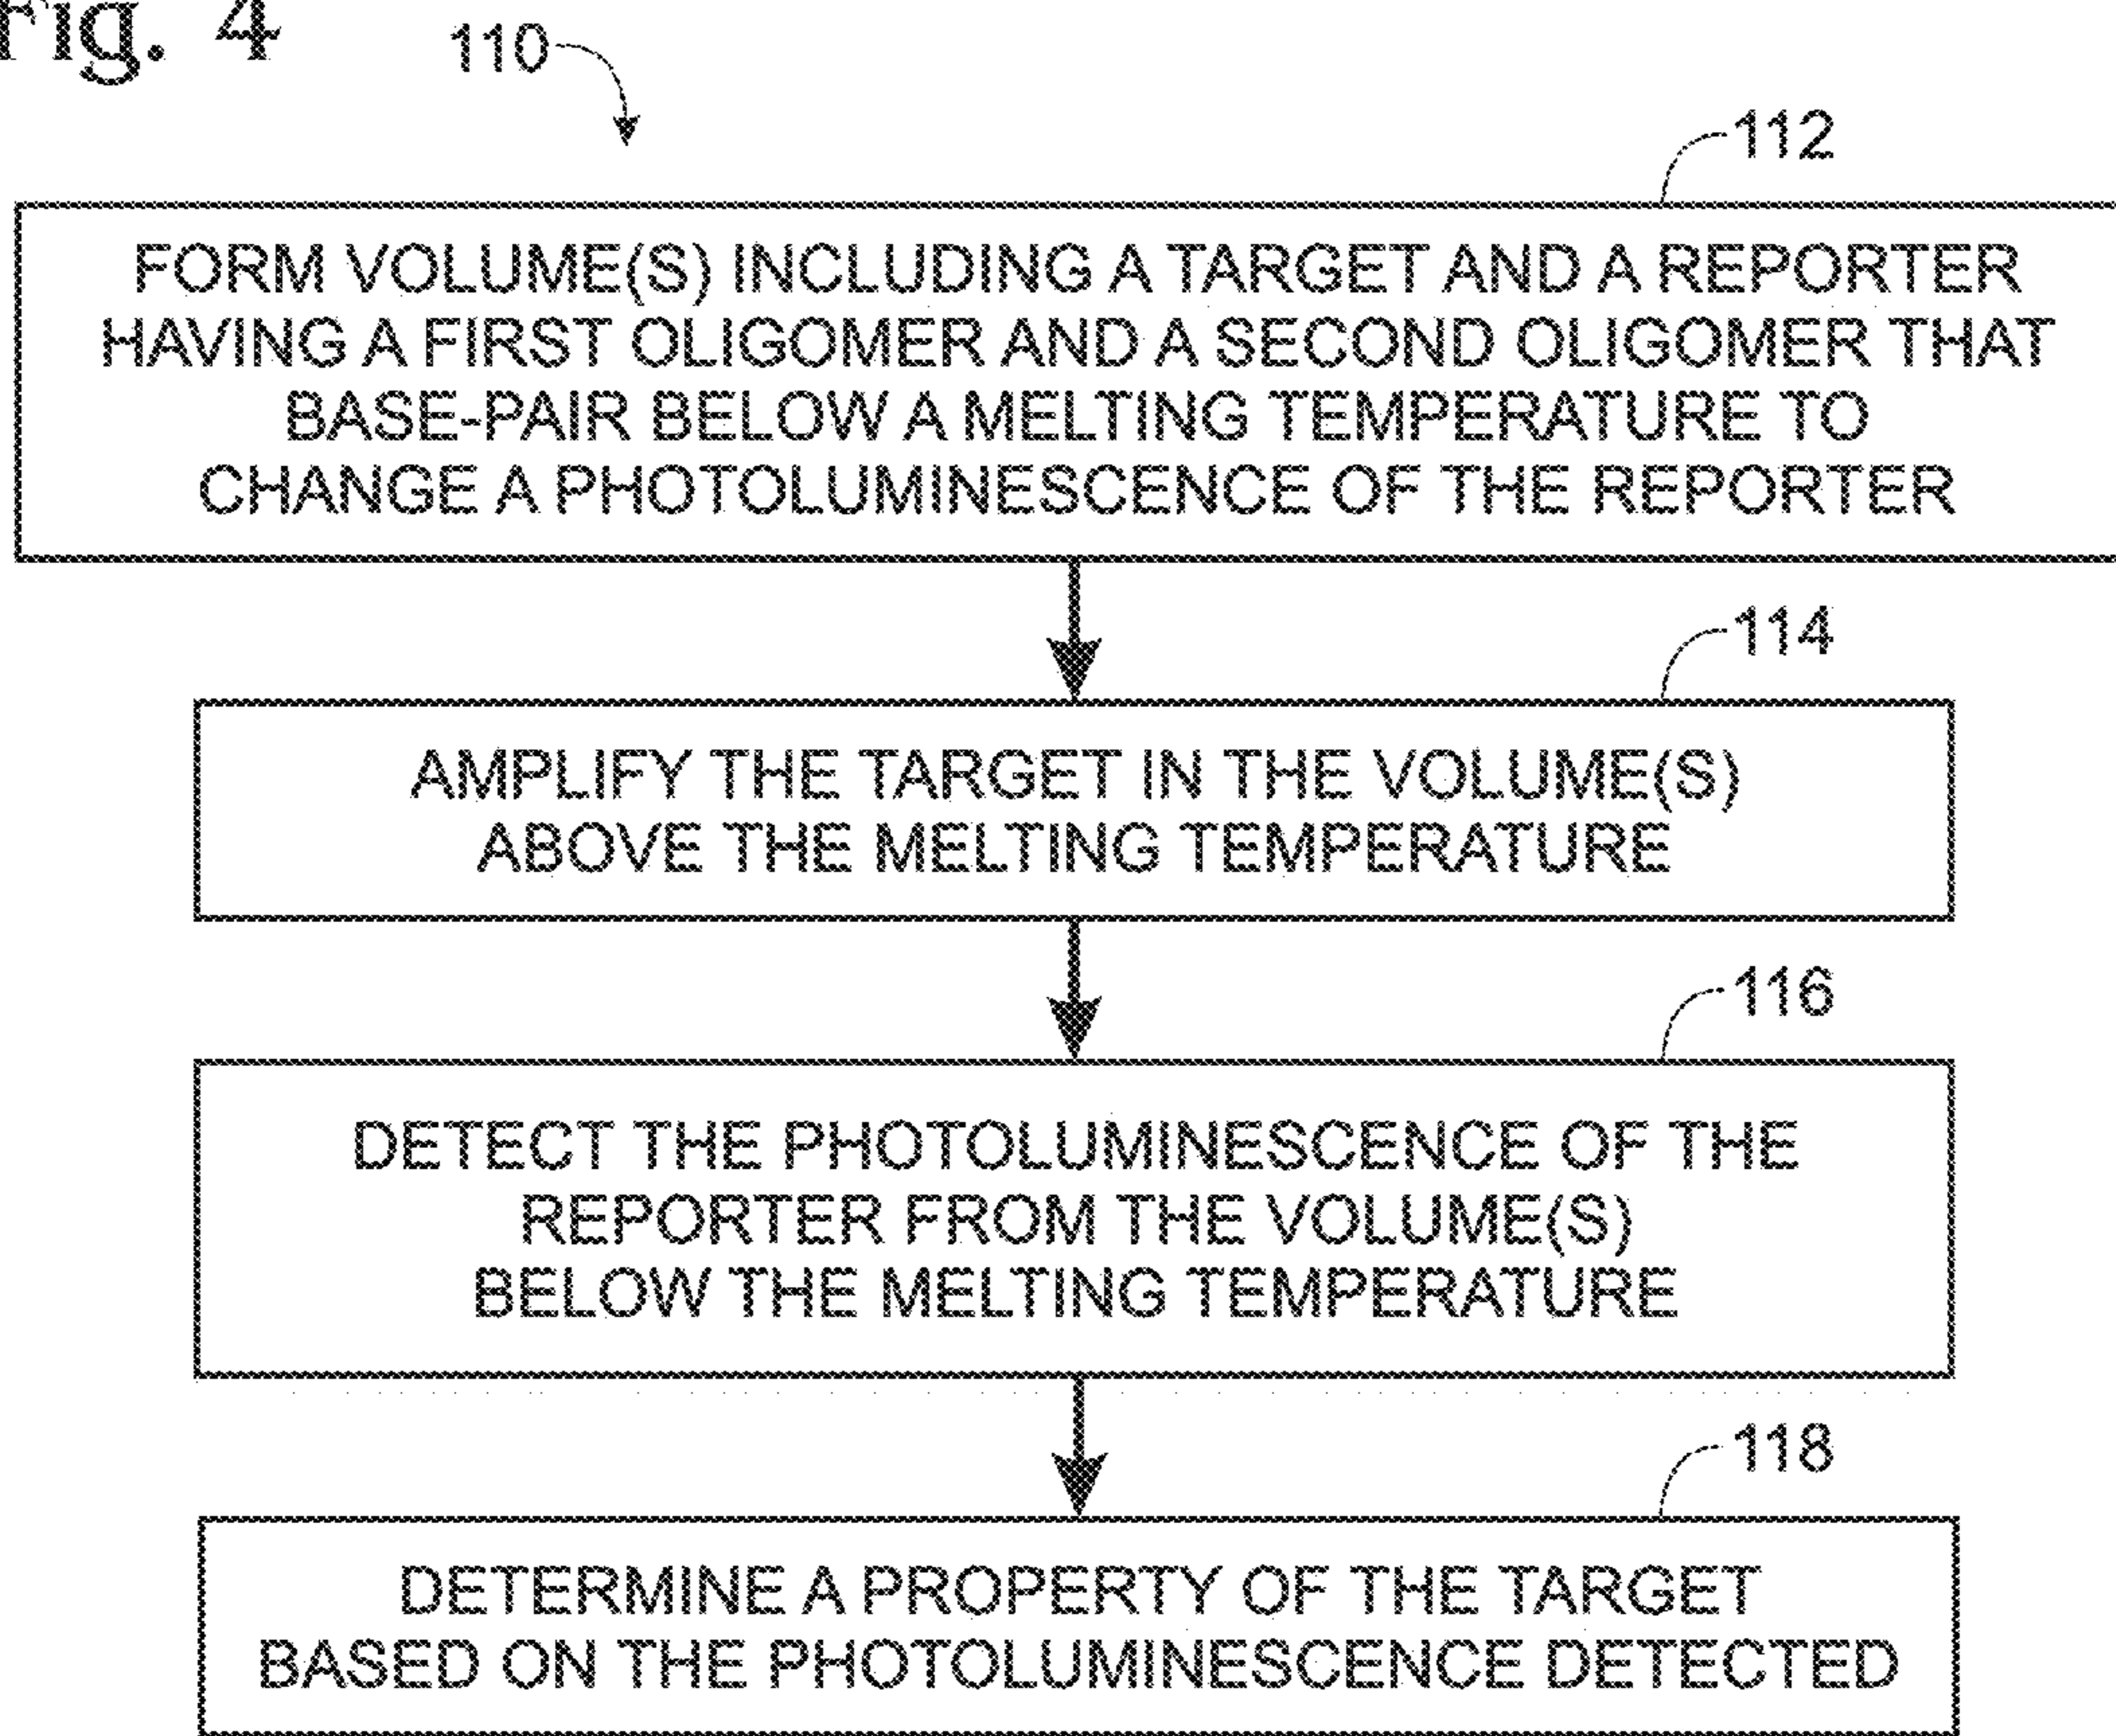 Fig. 4
110
112
FORM VOLUME(S) INCLUDING A TARGET AND A REPORTER
HAVING A FIRST OLIGOMER AND A SECOND OLIGOMER THAT
BASE-PAIR BELOW A MELTING TEMPERATURE TO
CHANGE A PHOTOLUMINESCENCE OF THE REPORTER
114
AMPLIFY THE TARGET IN THE VOLUME(S)
ABOVE THE MELTING TEMPERATURE
116
DETECT THE PHOTOLUMINESCENCE OF THE
REPORTER FROM THE VOLUME(S)
BELOW THE MELTING TEMPERATURE
118
DETERMINE A PROPERTY OF THE TARGET
BASED ON THE PHOTOLUMINESCENCE DETECTED